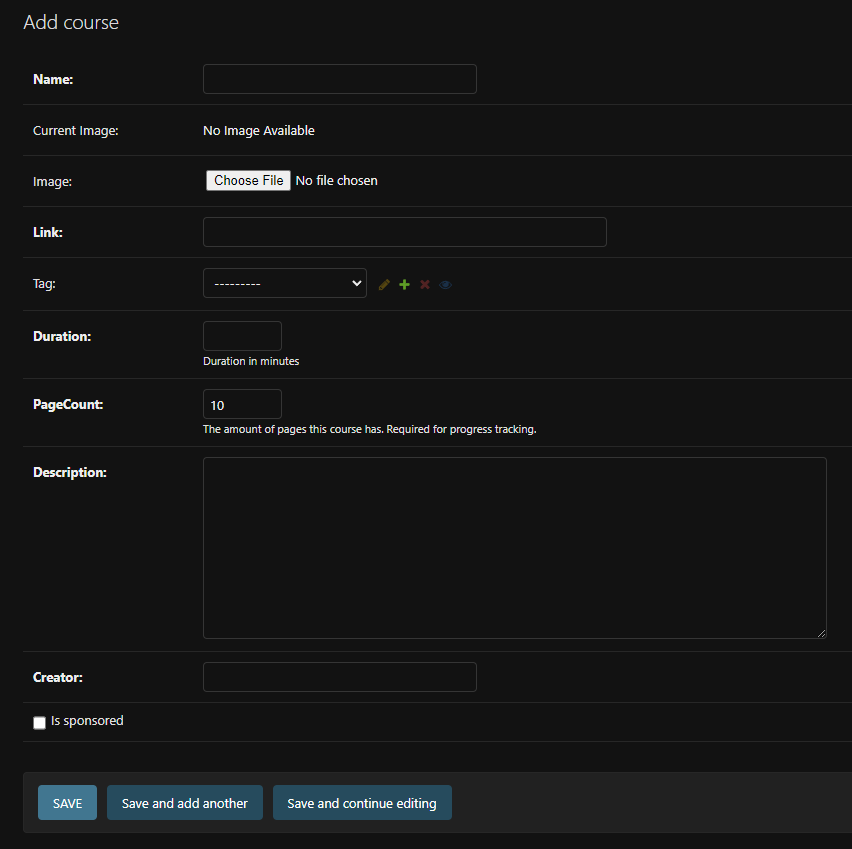 Add course
Name:
Current Image: No Image Available
Image: Choose File No file chosen
Link:
Tag: ---------
Duration:
Duration in minutes
PageCount: 10
The amount of pages this course has. Required for progress tracking.
Description:
Creator:
Is sponsored
SAVE Save and add another Save and continue editing